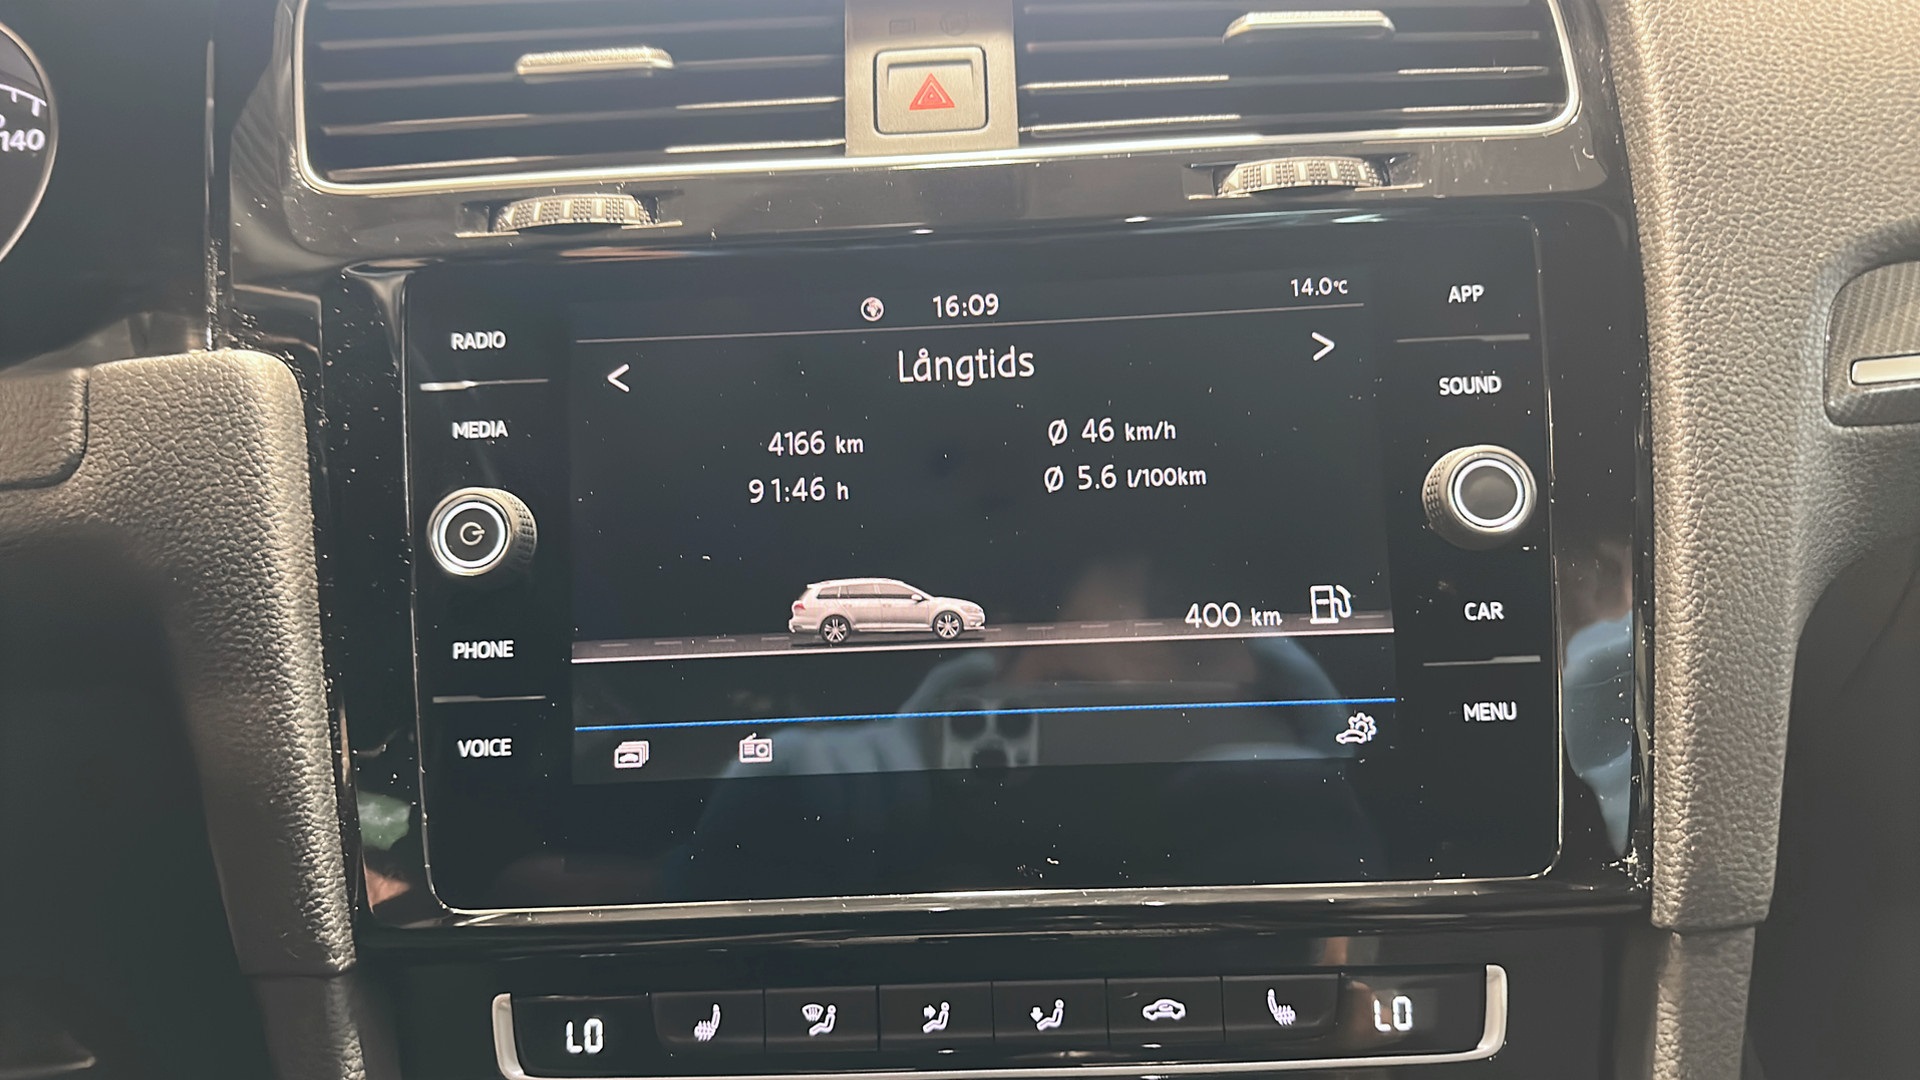 140
16:09
14.0°C
Långtids
4166 km
Ø 46 km/h
91:46 h
Ø 5.6 l/100km
400 km
RADIO
MEDIA
PHONE
VOICE
APP
SOUND
CAR
MENU
LO
LO